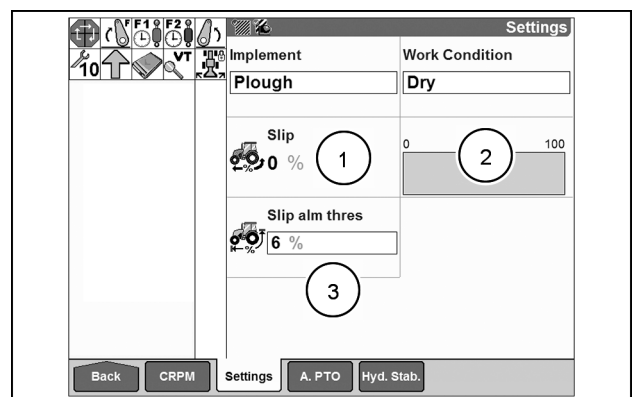 F F1 F2
Settings
10 VT
Implement
Work Condition
Plough
Dry
Slip
0 %
1
0 100
2
Slip alm thres
6 %
3
Back CRPM Settings A. PTO Hyd. Stab.